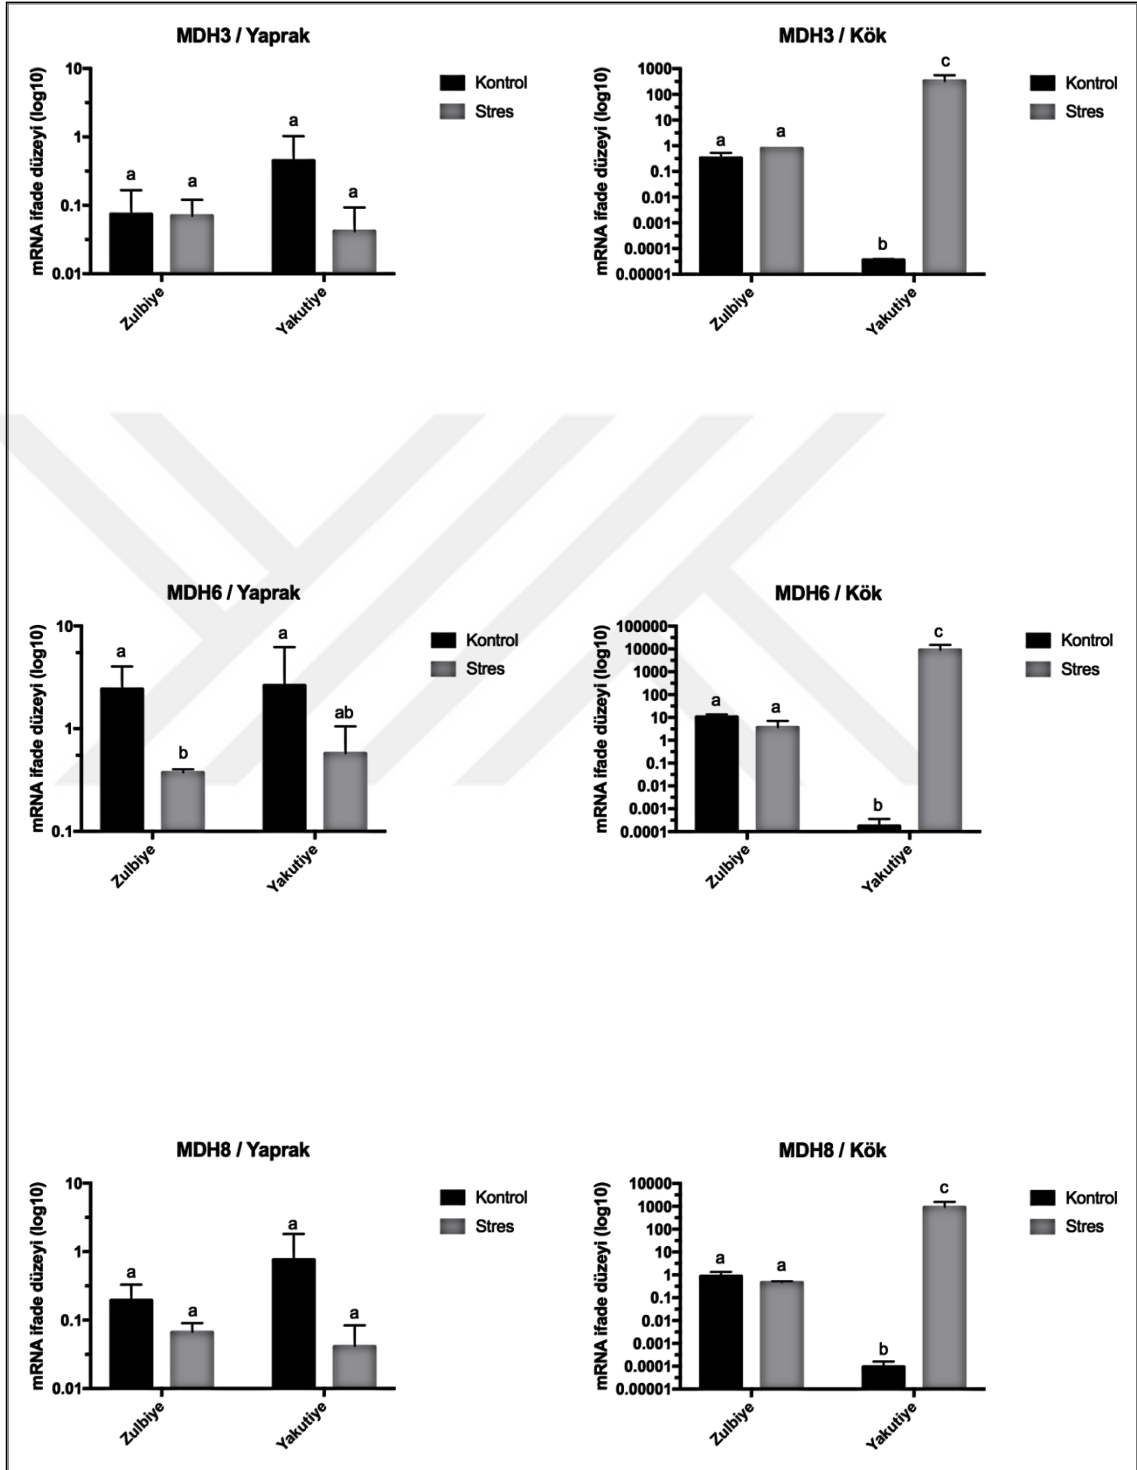 MDH3 / Yaprak
mRNA ifade düzeyi (log10)
10
1
0.1
0.01
a
a
a
a
Zulbiye
Yakutiye
Kontrol
Stres
MDH3 / Kök
mRNA ifade düzeyi (log10)
1000
100
10
1
0.1
0.01
0.001
0.0001
0.00001
a
a
b
c
Zulbiye
Yakutiye
Kontrol
Stres
MDH6 / Yaprak
mRNA ifade düzeyi (log10)
10
1
0.1
a
b
a
ab
Zulbiye
Yakutiye
Kontrol
Stres
MDH6 / Kök
mRNA ifade düzeyi (log10)
100000
10000
1000
100
10
1
0.1
0.01
0.001
0.0001
a
a
b
c
Zulbiye
Yakutiye
Kontrol
Stres
MDH8 / Yaprak
mRNA ifade düzeyi (log10)
10
1
0.1
0.01
a
a
a
a
Zulbiye
Yakutiye
Kontrol
Stres
MDH8 / Kök
mRNA ifade düzeyi (log10)
10000
1000
100
10
1
0.1
0.01
0.001
0.0001
0.00001
a
a
b
c
Zulbiye
Yakutiye
Kontrol
Stres